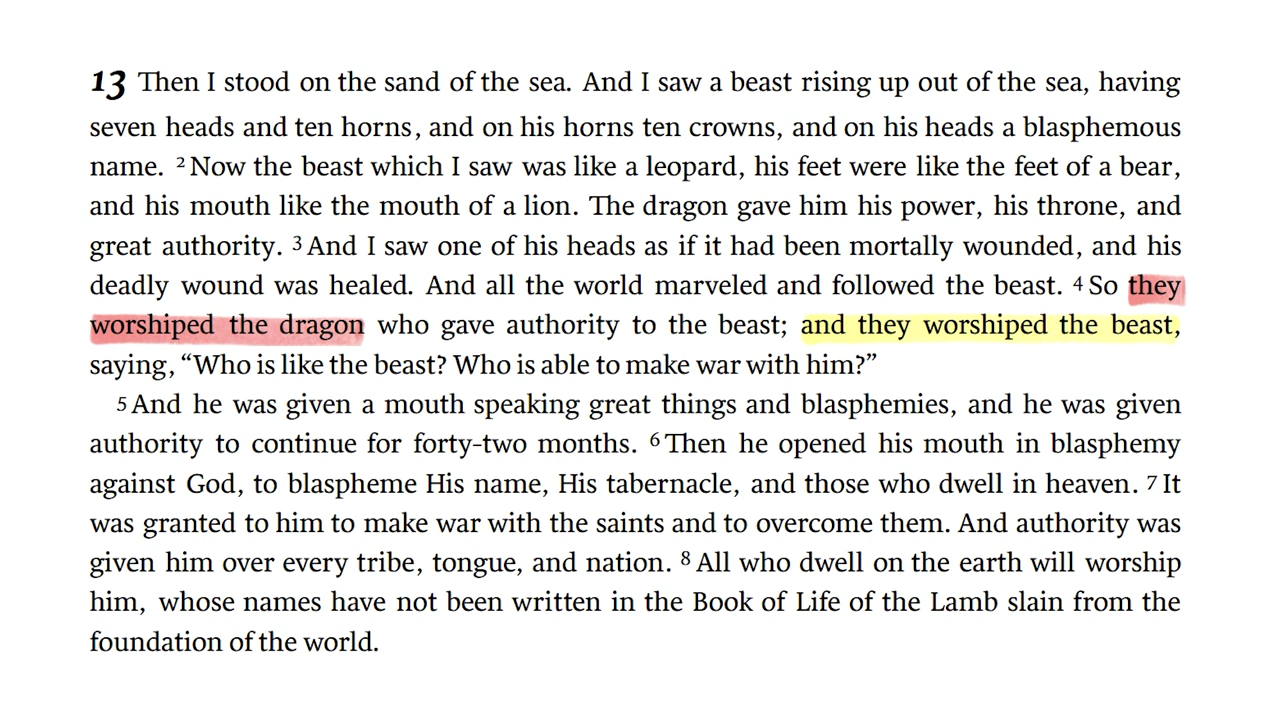 13 Then I stood on the sand of the sea. And I saw a beast rising up out of the sea, having
seven heads and ten horns, and on his horns ten crowns, and on his heads a blasphemous
name. 2 Now the beast which I saw was like a leopard, his feet were like the feet of a bear,
and his mouth like the mouth of a lion. The dragon gave him his power, his throne, and
great authority. 3 And I saw one of his heads as if it had been mortally wounded, and his
deadly wound was healed. And all the world marveled and followed the beast. 4 So they
worshiped the dragon who gave authority to the beast; and they worshiped the beast,
saying, “Who is like the beast? Who is able to make war with him?”
5 And he was given a mouth speaking great things and blasphemies, and he was given
authority to continue for forty-two months. 6 Then he opened his mouth in blasphemy
against God, to blaspheme His name, His tabernacle, and those who dwell in heaven. 7 It
was granted to him to make war with the saints and to overcome them. And authority was
given him over every tribe, tongue, and nation. 8 All who dwell on the earth will worship
him, whose names have not been written in the Book of Life of the Lamb slain from the
foundation of the world.